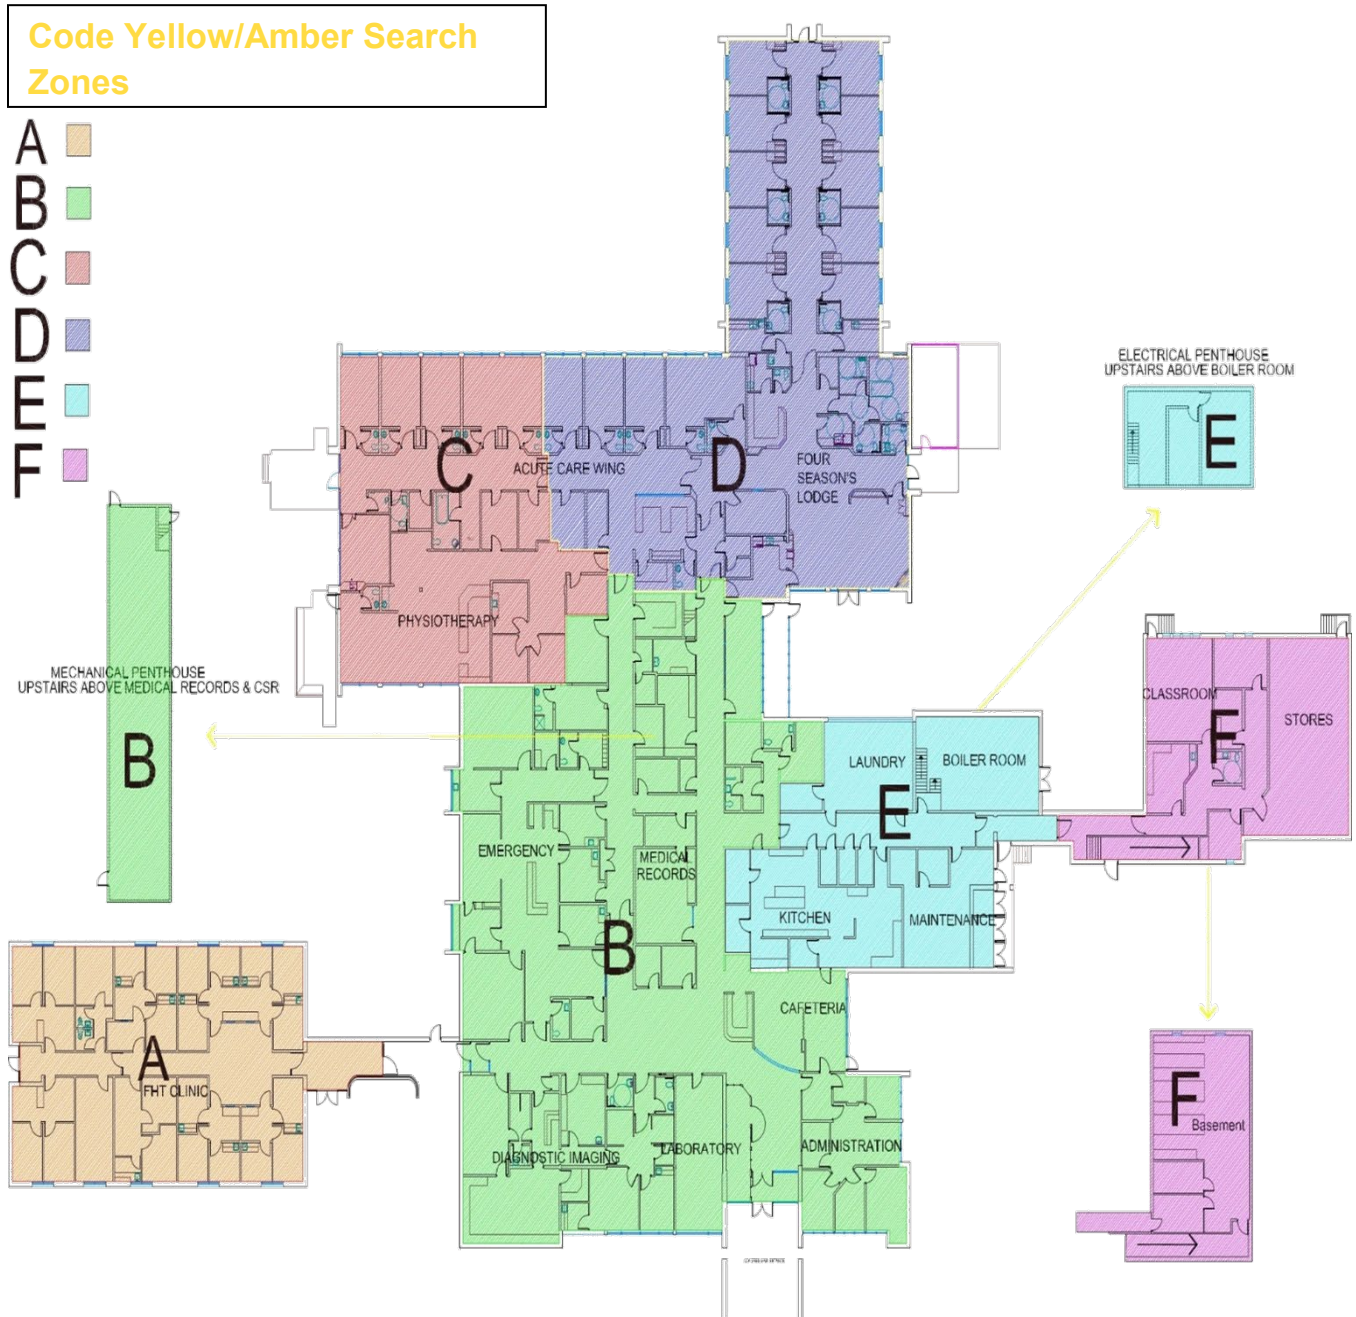 Code Yellow/Amber Search
Zones
A
B
C
D
E
F
ELECTRICAL PENTHOUSE
UPSTAIRS ABOVE BOILER ROOM
E
C
ACUTE CARE WING
D
FOUR
SEASON'S
LODGE
PHYSIOTHERAPY
MECHANICAL PENTHOUSE
UPSTAIRS ABOVE MEDICAL RECORDS & CSR
B
CLASSROOM
F
STORES
LAUNDRY
BOILER ROOM
E
EMERGENCY
MEDICAL
RECORDS
KITCHEN
MAINTENANCE
B
CAFETERIA
A
FHT CLINIC
DIAGNOSTIC IMAGING
LABORATORY
ADMINISTRATION
F
Basement